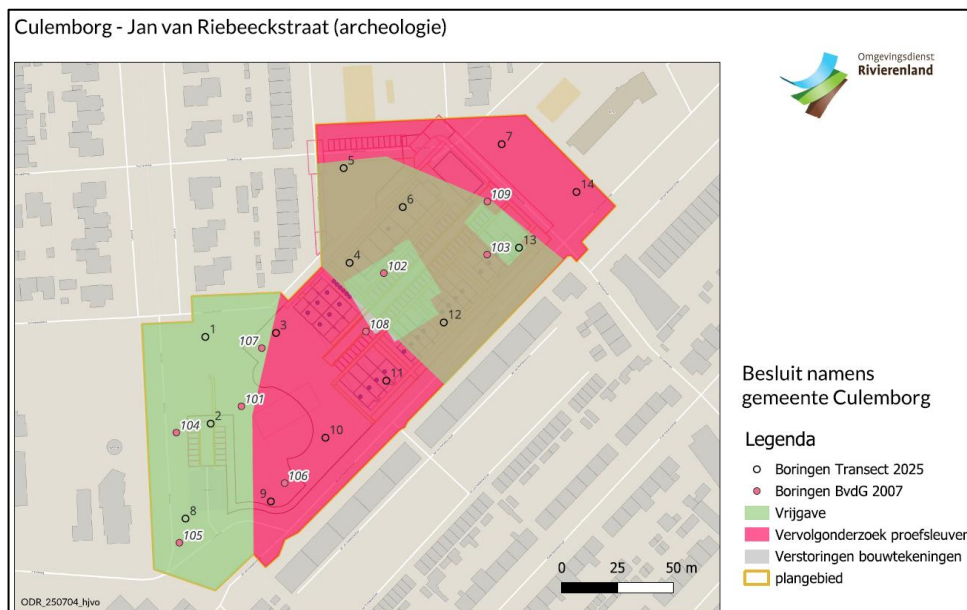 Culemborg - Jan van Riebeeckstraat (archeologie)
Omgevingsdienst
Rivierenland
7
5
14
6
109
13
103
4
102
12
108
3
1
107
11
101
2
104
10
106
9
8
105
Besluit namens
gemeente Culemborg
Legenda
Boringen Transect 2025
Boringen BvdG 2007
Vrijgave
Vervolgonderzoek proefsleuven
Verstoringen bouwtekeningen
plangebied
0 25 50 m
ODR_250704_hjvo